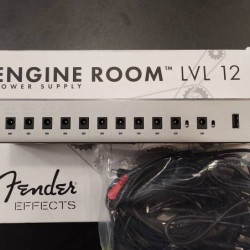 ENGINE ROOM™ LVL 12
POWER SUPPLY
Fender
EFFECTS